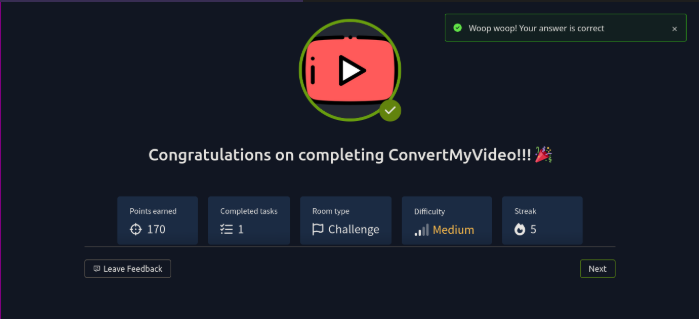 Woop woop! Your answer is correct
Congratulations on completing ConvertMyVideo!!! 🎉
Points earned
170
Completed tasks
1
Room type
Challenge
Difficulty
Medium
Streak
5
Leave Feedback
Next